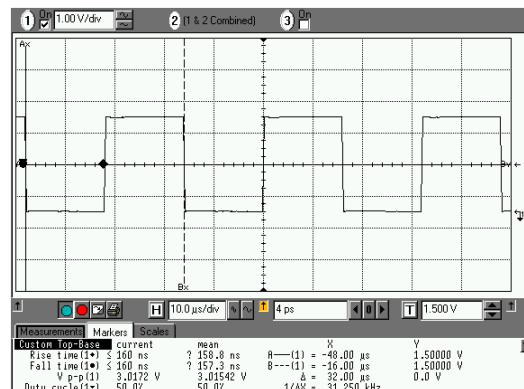 1 On 1.00 V/div 2 (1 & 2 Combined) 3 On
Ax
Bx
H 10.0 µs/div 4 ps 0 T 1.500 V
Measurements Markers Scales
Custom Top-Base current mean X Y
Rise time(1♦) ≤ 160 ns ? 158.8 ns A---(1) = -48.00 µs 1.50000 V
Fall time(1●) ≤ 160 ns ? 157.3 ns B---(1) = -16.00 µs 1.50000 V
V p-p(1) 3.0172 V 3.01542 V Δ = 32.00 µs 0.0 V
Duty cycle(1▾) 50.0% 50.0% 1/ΔX = 31.250 kHz